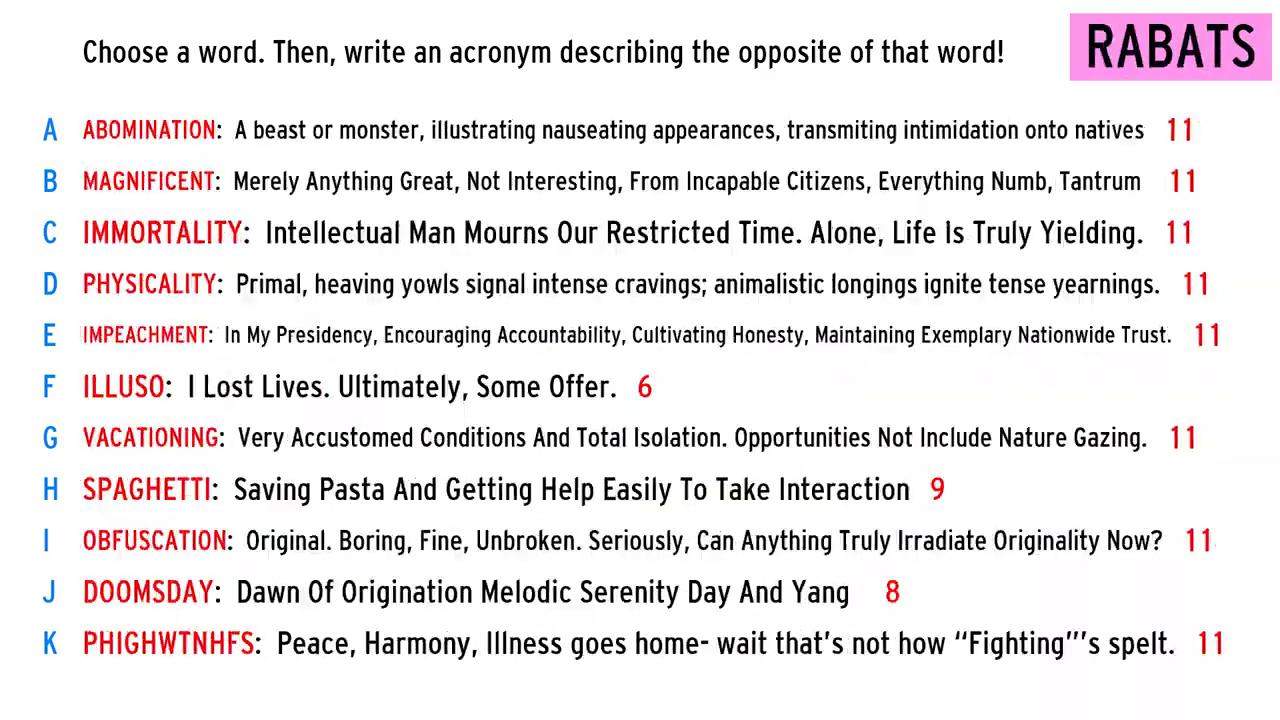 Choose a word. Then, write an acronym describing the opposite of that word!
RABATS
A ABOMINATION: A beast or monster, illustrating nauseating appearances, transmiting intimidation onto natives 11
B MAGNIFICENT: Merely Anything Great, Not Interesting, From Incapable Citizens, Everything Numb, Tantrum 11
C IMMORTALITY: Intellectual Man Mourns Our Restricted Time. Alone, Life is Truly Yielding. 11
D PHYSICALITY: Primal, heaving yowls signal intense cravings; animalistic longings ignite tense yearnings. 11
E IMPEACHMENT: In My Presidency, Encouraging Accountability, Cultivating Honesty, Maintaining Exemplary Nationwide Trust. 11
F ILLUSO: I Lost Lives. Ultimately, Some Offer. 6
G VACATIONING: Very Accustomed Conditions And Total Isolation. Opportunities Not Include Nature Gazing. 11
H SPAGHETTI: Saving Pasta And Getting Help Easily To Take Interaction 9
I OBFUSCATION: Original. Boring, Fine, Unbroken. Seriously, Can Anything Truly Irradiate Originality Now? 11
J DOOMSDAY: Dawn Of Origination Melodic Serenity Day And Yang 8
K PHIGHWTNHFS: Peace, Harmony, Illness goes home- wait that’s not how “Fighting”’s spelt. 11